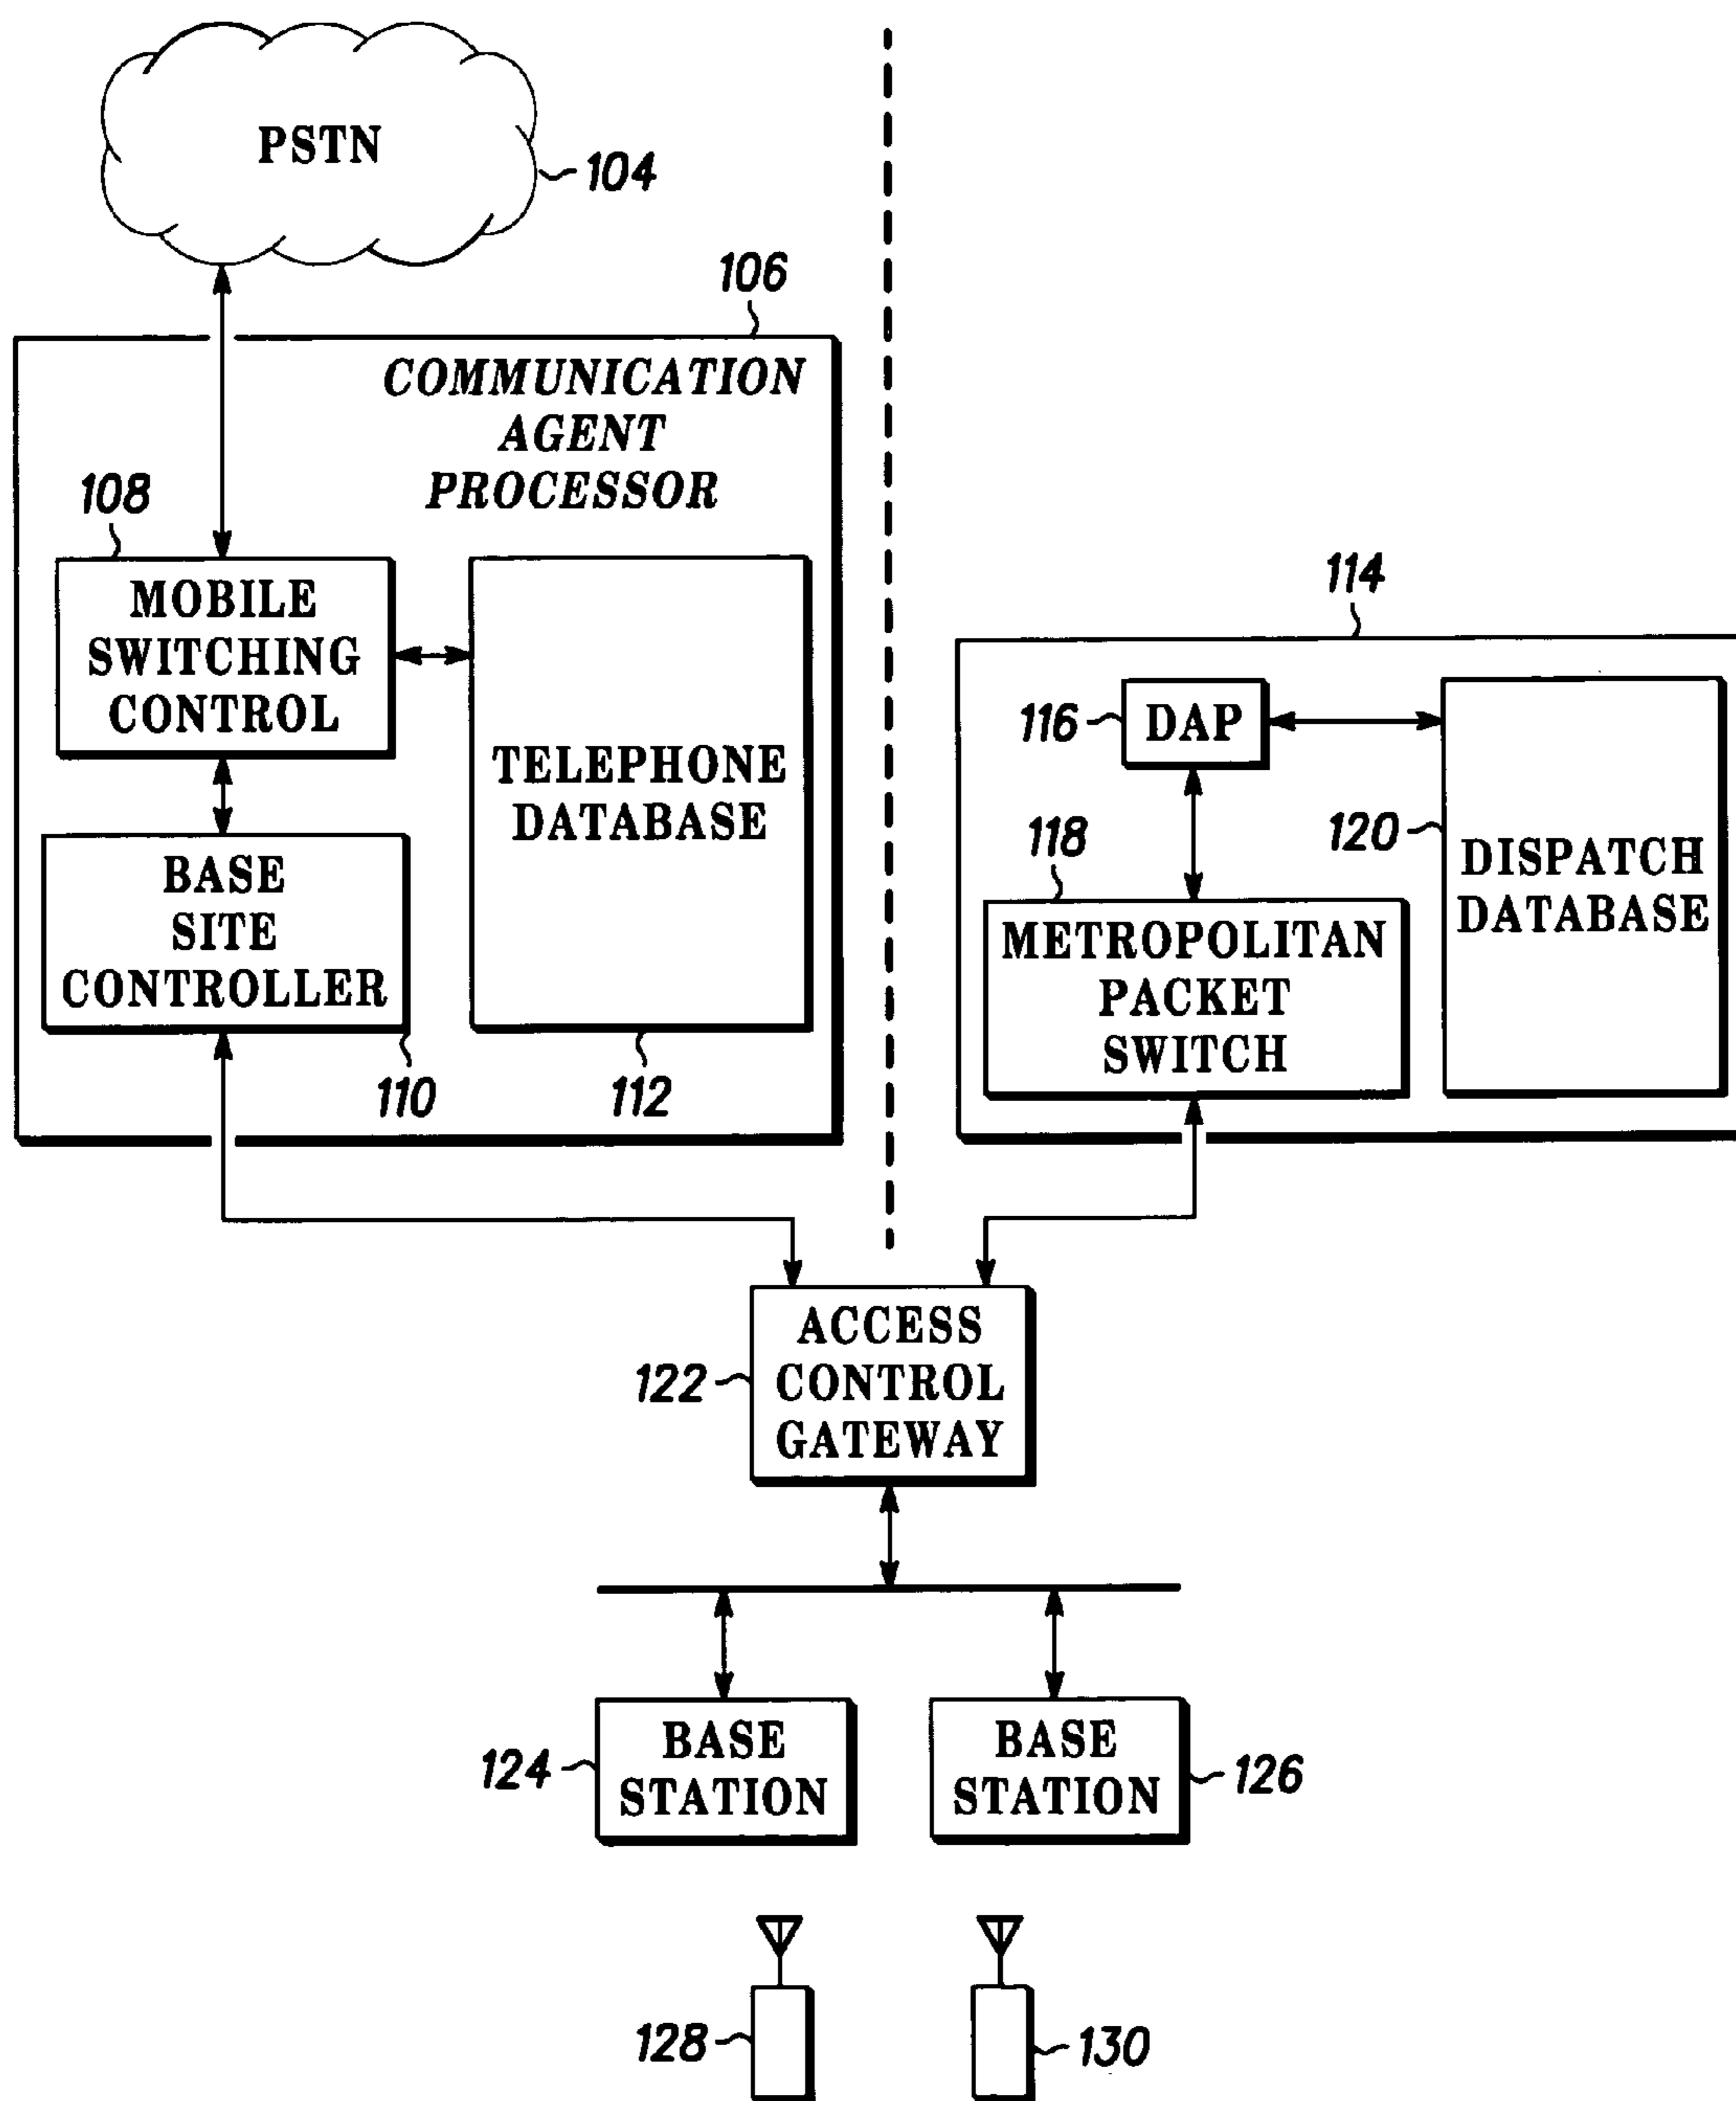 PSTN
104
106
COMMUNICATION
AGENT
PROCESSOR
108
MOBILE
SWITCHING
CONTROL
TELEPHONE
DATABASE
BASE
SITE
CONTROLLER
110
112
114
116
DAP
118
120
DISPATCH
DATABASE
METROPOLITAN
PACKET
SWITCH
122
ACCESS
CONTROL
GATEWAY
124
BASE
STATION
BASE
STATION
126
128
130